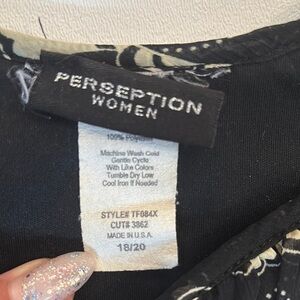 PERSEPTION
WOMEN
100% Polyester
Machine Wash Cold
Gentle Cycle
With Like Colors
Tumble Dry Low
Cool Iron If Needed
STYLE# TF084X
CUT# 3862
MADE IN U.S.A.
18/20